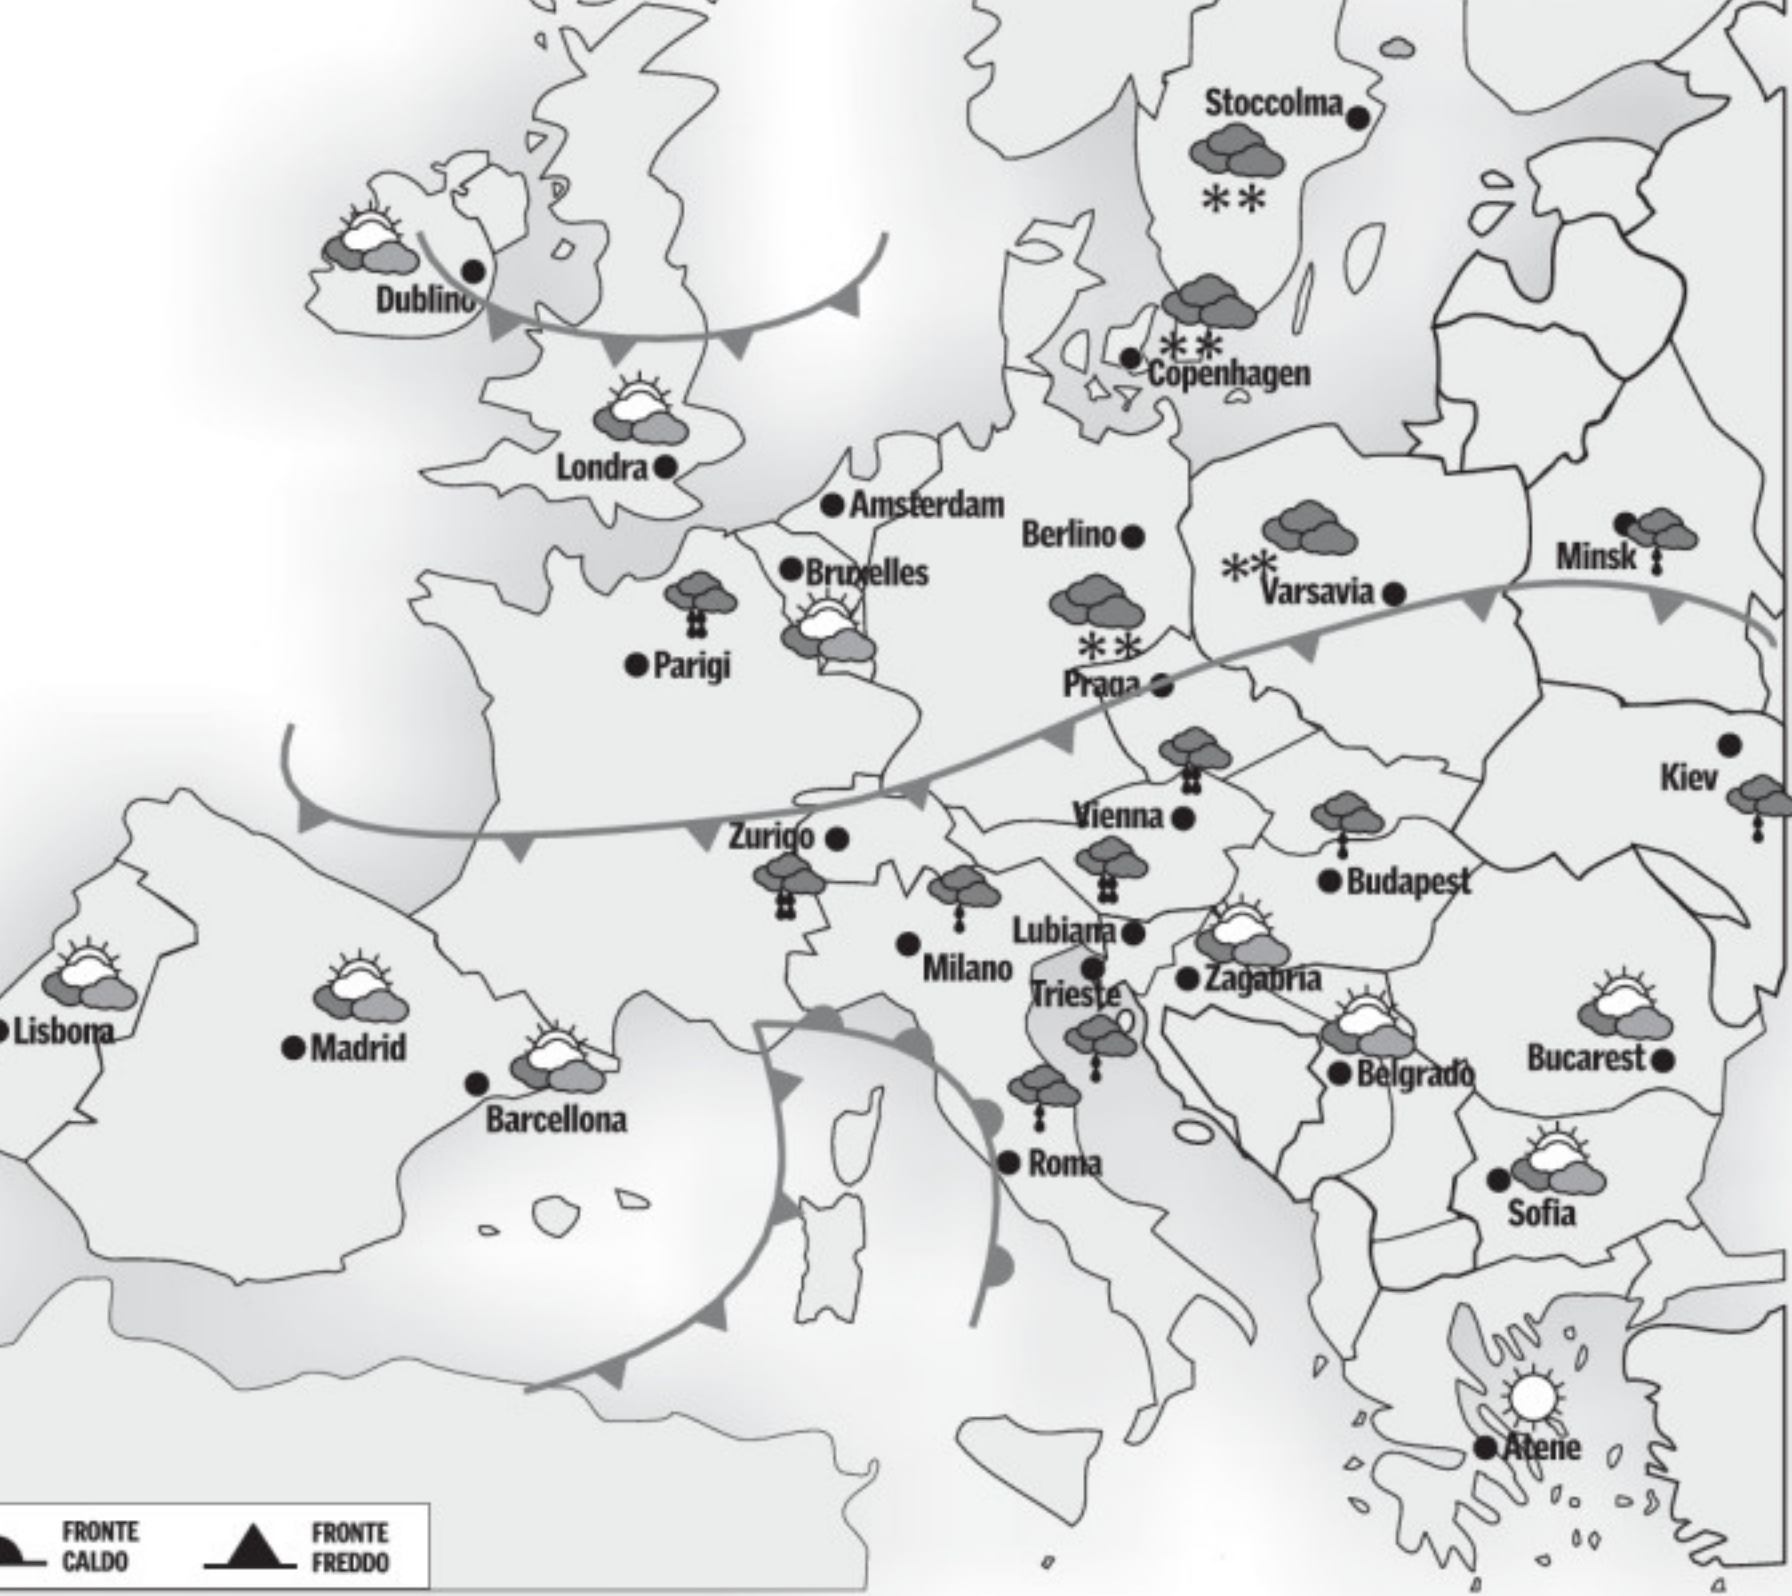 Stoccolma
Dublino
Copenhagen
Londra
Amsterdam
Berlino
Bruxelles
Varsavia
Minsk
Parigi
Praga
Kiev
Vienna
Zurigo
Budapest
Lubiana
Milano
Zagabria
Trieste
Lisbona
Madrid
Belgrado
Bucarest
Barcellona
Roma
Sofia
Atene
FRONTE
CALDO
FRONTE
FREDDO